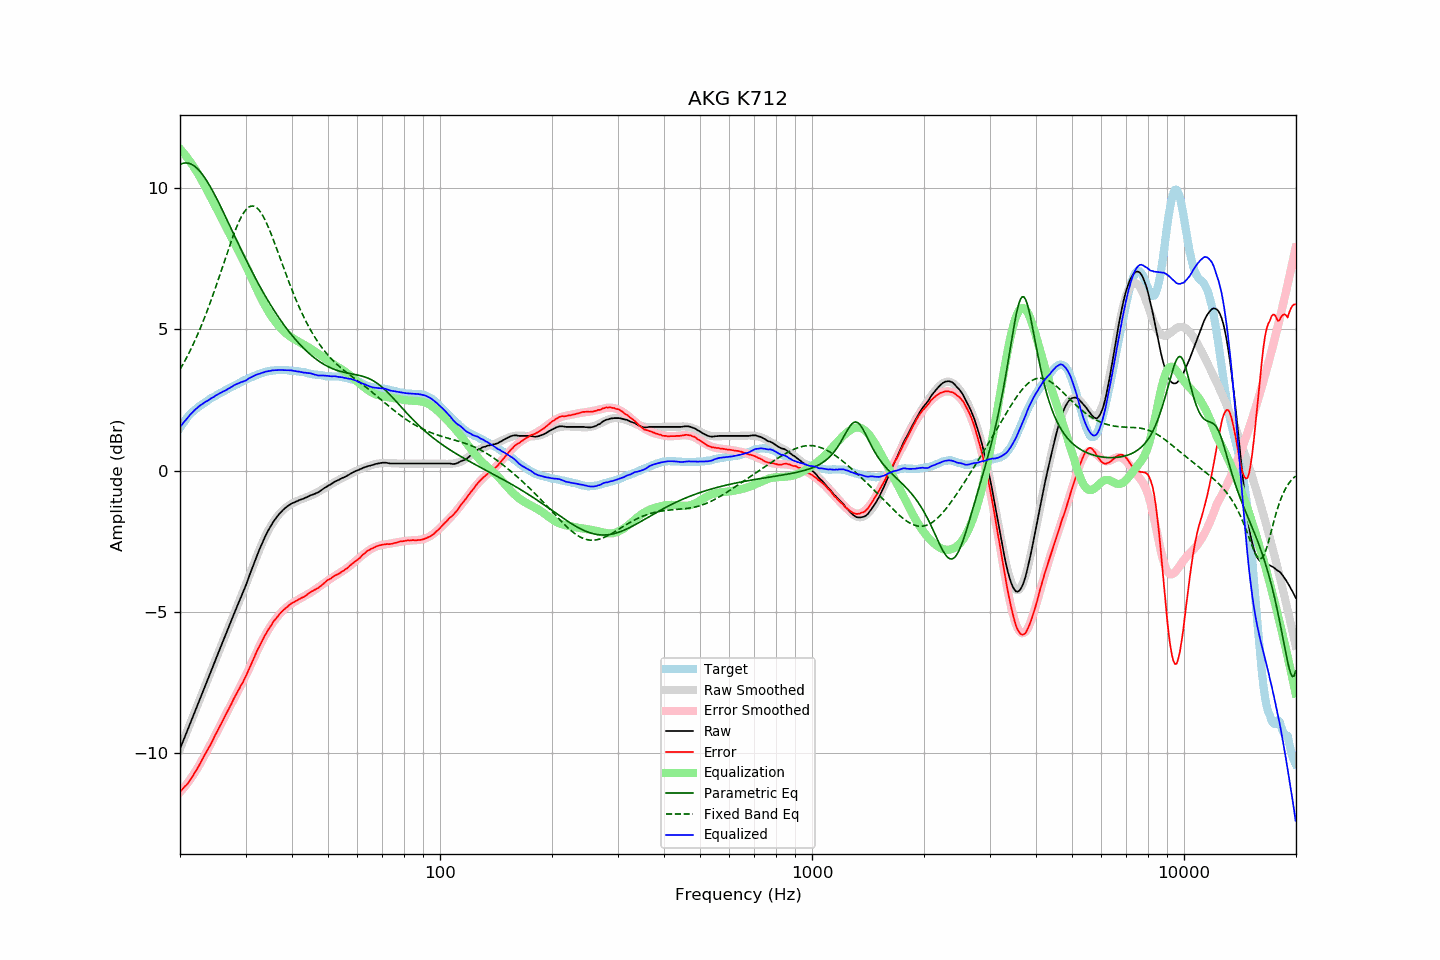 AKG K712
Amplitude (dBr)
10
5
0
−5
−10
Target
Raw Smoothed
Error Smoothed
Raw
Error
Equalization
Parametric Eq
Fixed Band Eq
Equalized
100
1000
10000
Frequency (Hz)